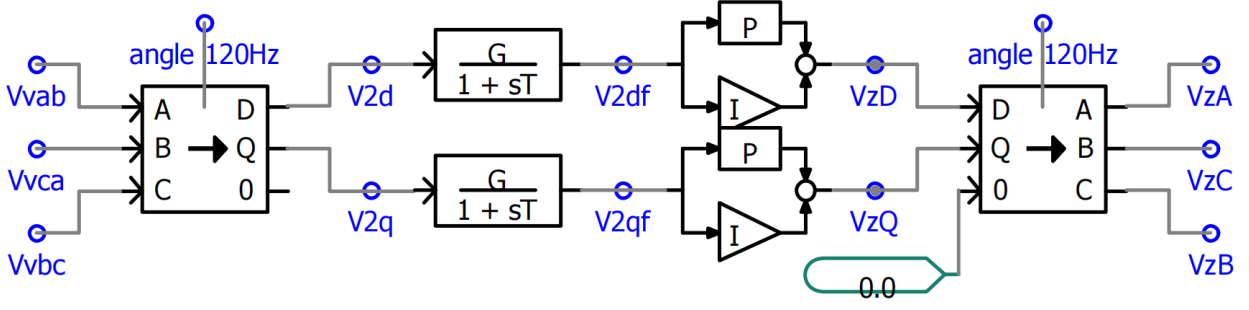 angle 120Hz
Vvab
Vvca
Vvbc
A
B
C
D
Q
0
V2d
V2q
G
1 + sT
G
1 + sT
V2df
V2qf
P
I
P
I
VzD
VzQ
0.0
angle 120Hz
D
Q
0
A
B
C
VzA
VzC
VzB